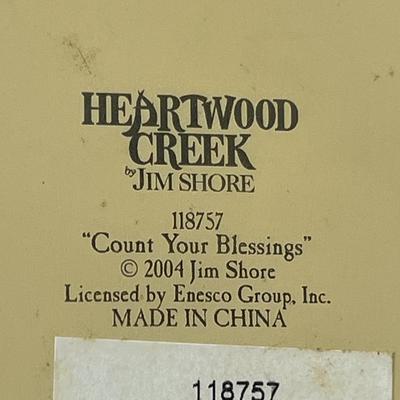 HEARTWOOD
CREEK
by JIM SHORE
118757
“Count Your Blessings”
© 2004 Jim Shore
Licensed by Enesco Group, Inc.
MADE IN CHINA
118757